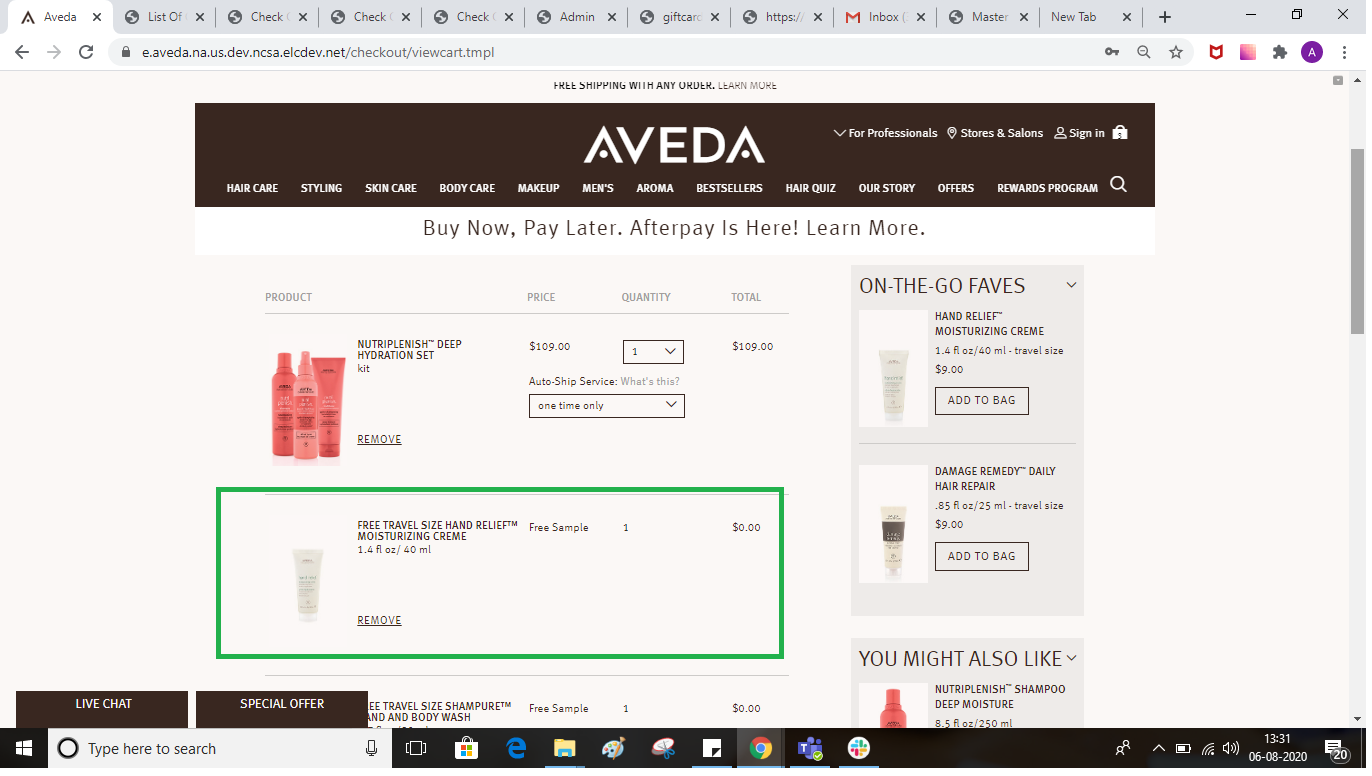 Aveda
List Of
Check
Check
Check
Admin
giftcard
https://
Inbox (
Master
New Tab
e.aveda.na.us.dev.ncsa.elcdev.net/checkout/viewcart.tmpl
A
FREE SHIPPING WITH ANY ORDER. LEARN MORE
AVEDA
For Professionals
Stores & Salons
Sign in
3
HAIR CARE
STYLING
SKIN CARE
BODY CARE
MAKEUP
MEN'S
AROMA
BESTSELLERS
HAIR QUIZ
OUR STORY
OFFERS
REWARDS PROGRAM
Buy Now, Pay Later. Afterpay Is Here! Learn More.
PRODUCT PRICE QUANTITY TOTAL
NUTRIPLENISH™ DEEP
HYDRATION SET
kit
$109.00
1
$109.00
Auto-Ship Service: What's this?
one time only
REMOVE
FREE TRAVEL SIZE HAND RELIEF™
MOISTURIZING CREME
1.4 fl oz/ 40 ml
Free Sample
1
$0.00
REMOVE
EE TRAVEL SIZE SHAMPURE™
AND AND BODY WASH
Free Sample
1
$0.00
ON-THE-GO FAVES
HAND RELIEF™
MOISTURIZING CREME
1.4 fl oz/40 ml - travel size
$9.00
ADD TO BAG
DAMAGE REMEDY™ DAILY
HAIR REPAIR
.85 fl oz/25 ml - travel size
$9.00
ADD TO BAG
YOU MIGHT ALSO LIKE
NUTRIPLENISH™ SHAMPOO
DEEP MOISTURE
8.5 fl oz/250 ml
LIVE CHAT
SPECIAL OFFER
Type here to search
13:31
06-08-2020
20